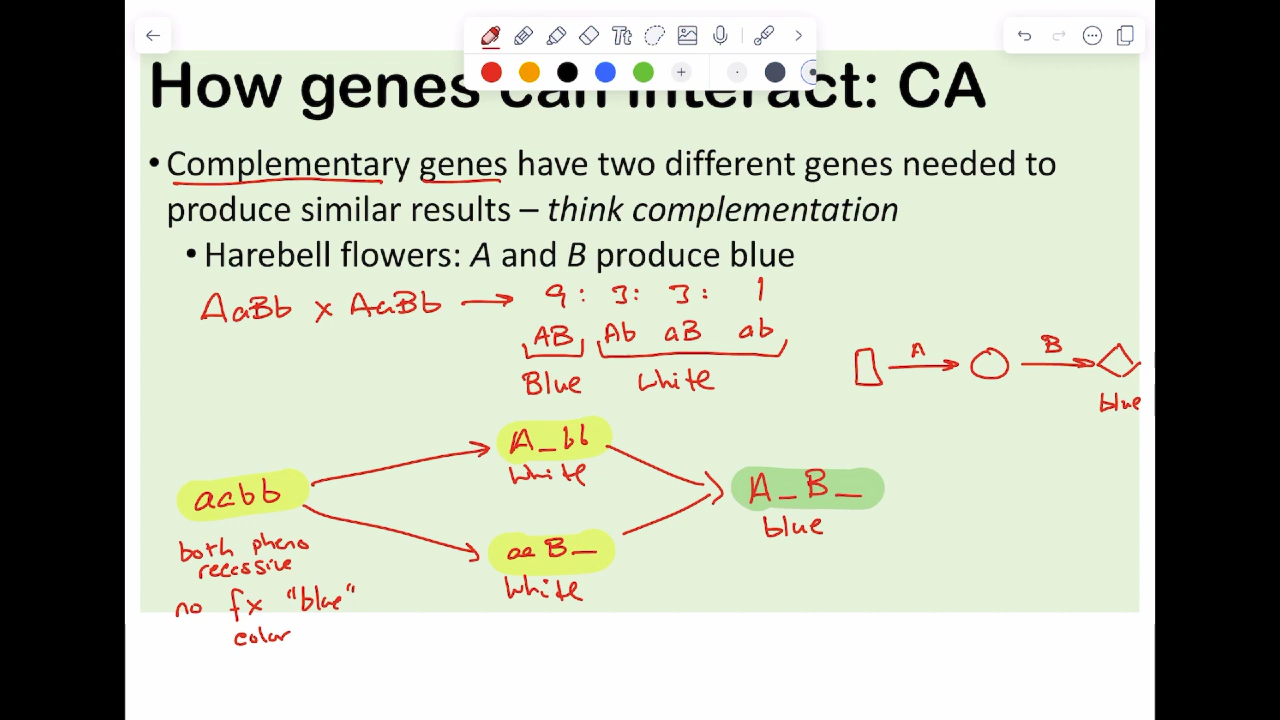 How genes can interact: CA
• Complementary genes have two different genes needed to
produce similar results – think complementation
• Harebell flowers: A and B produce blue
AaBb x AaBb → 9 : 3 : 3 : 1
AB Ab aB ab
Blue White
A B
blue
A_bb
White
aabb
A_B_
blue
both pheno
recessive
aaB_
White
no fx "blue"
color
Tt